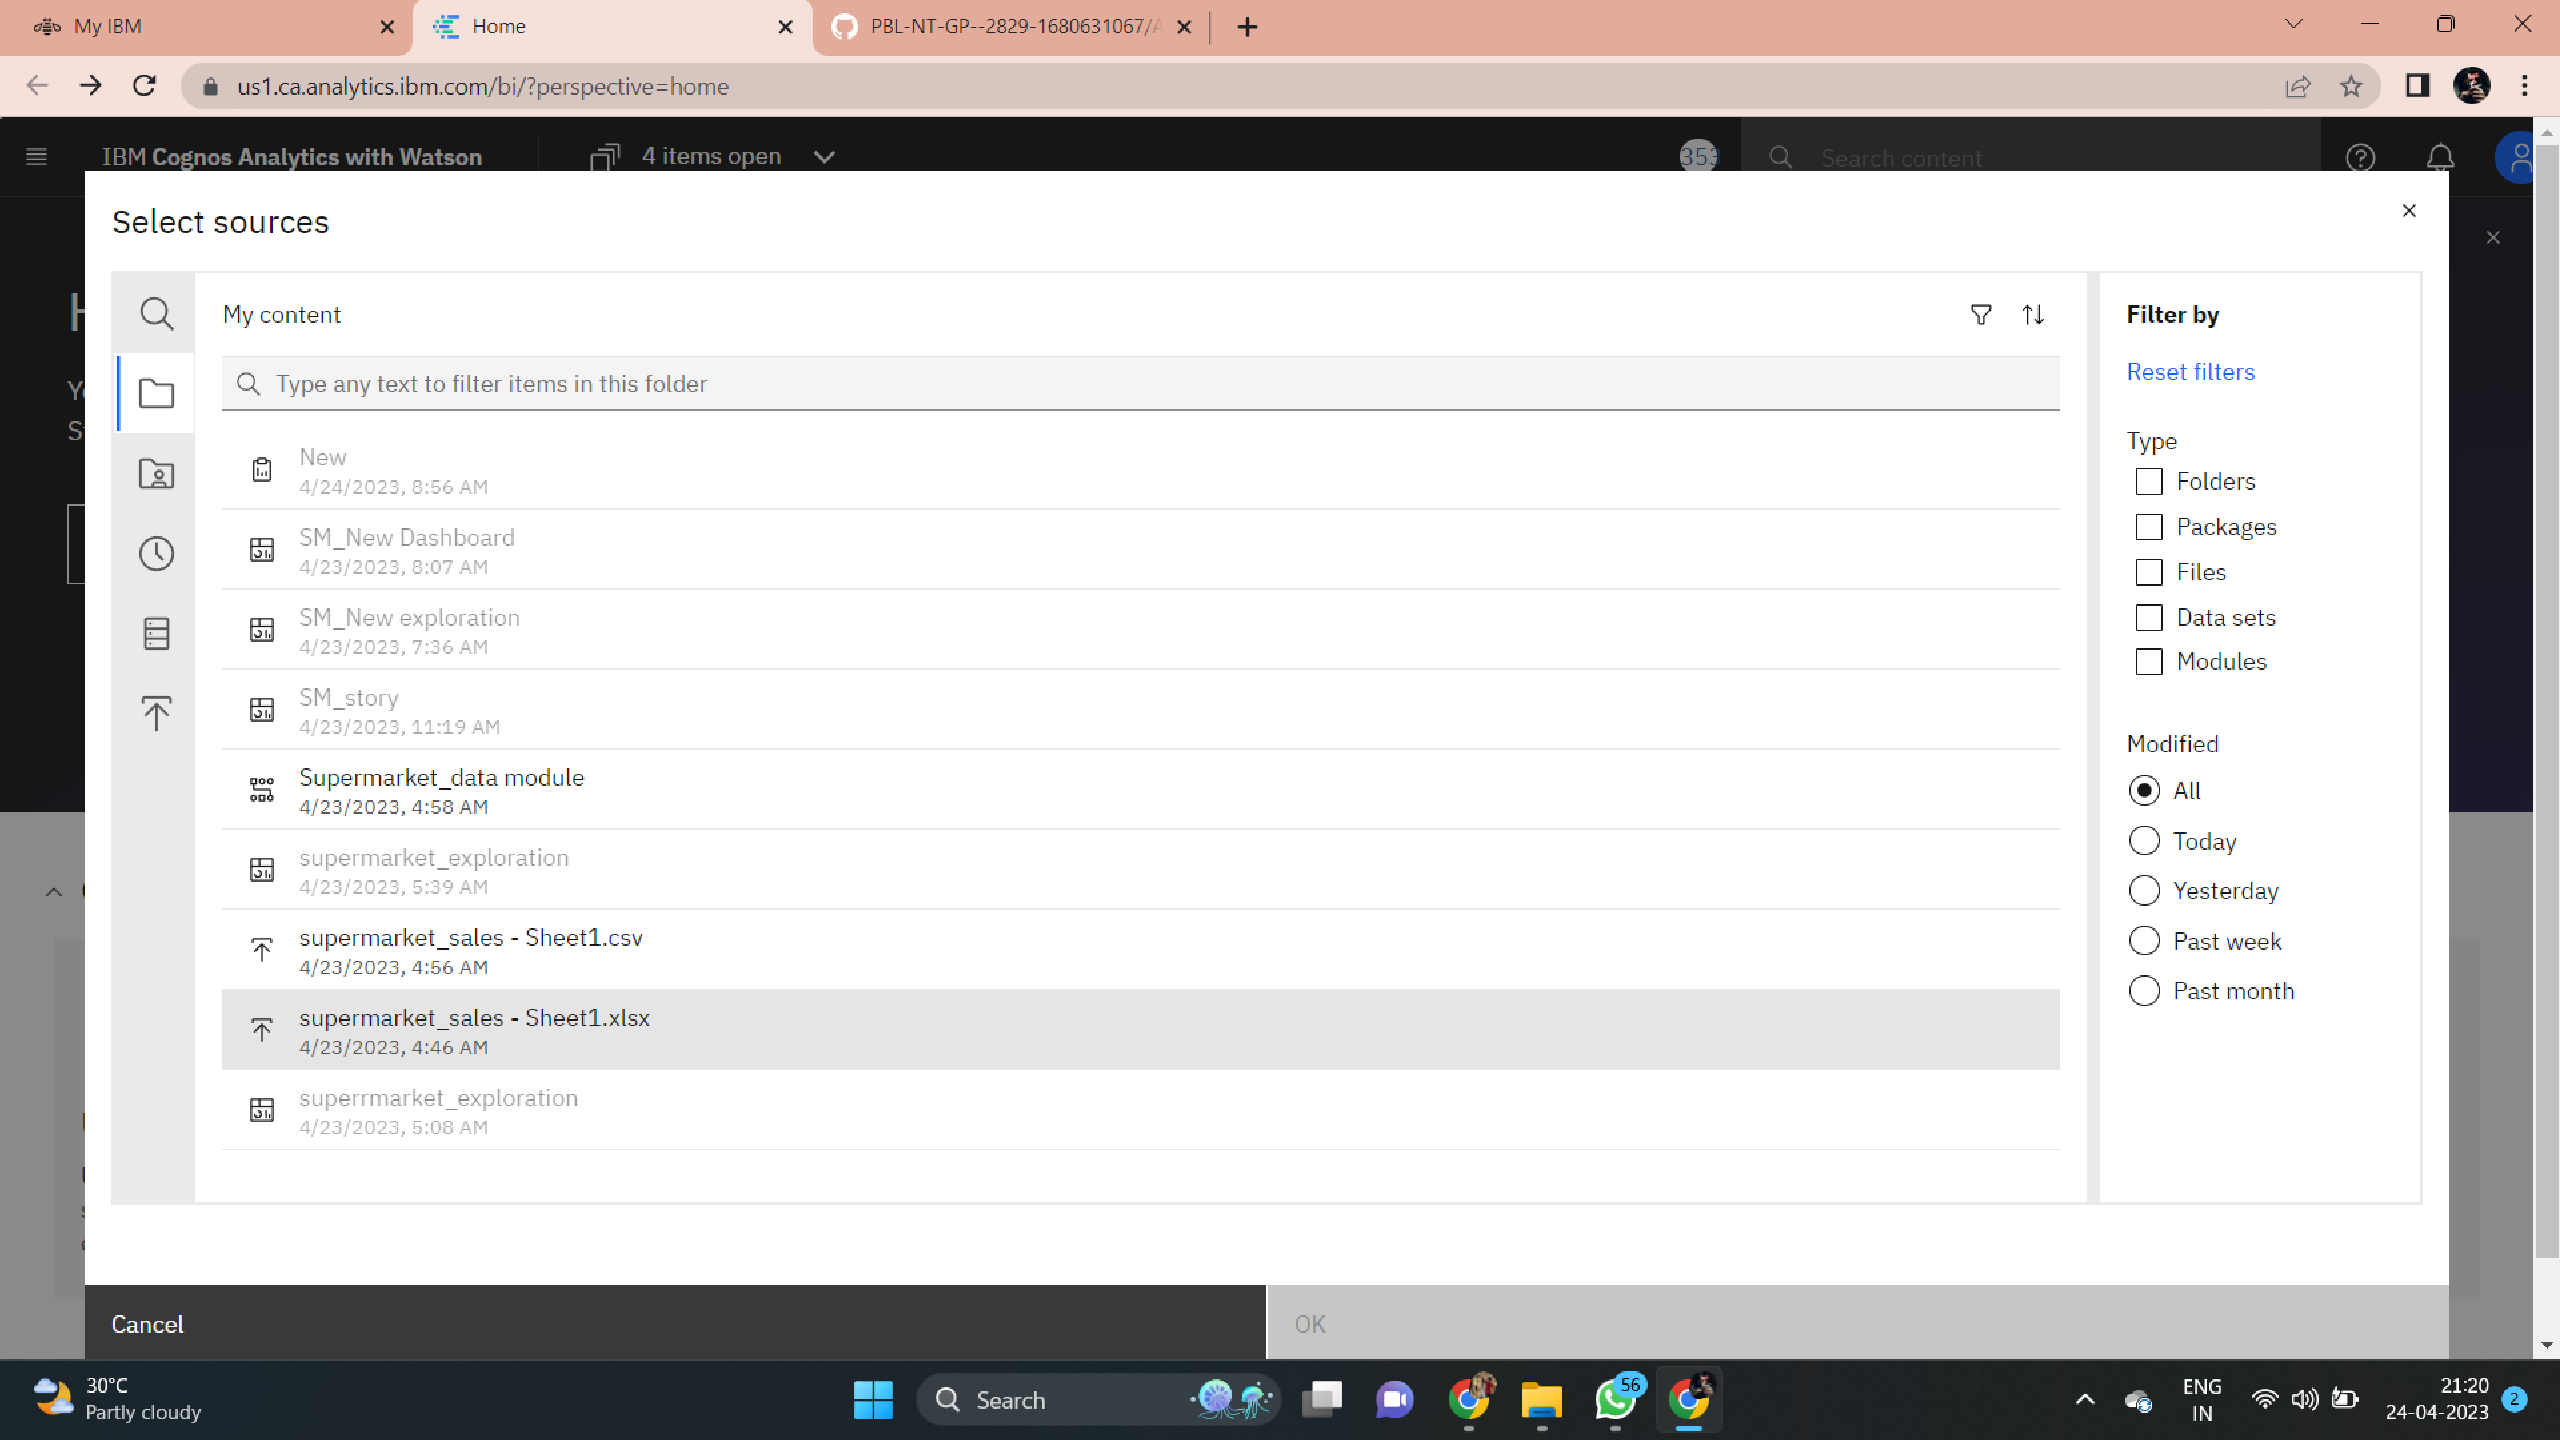 My IBM
Home
PBL-NT-GP--2829-1680631067/A
us1.ca.analytics.ibm.com/bi/?perspective=home
IBM Cognos Analytics with Watson
4 items open
353
Search content
Select sources
My content
Type any text to filter items in this folder
New
4/24/2023, 8:56 AM
SM_New Dashboard
4/23/2023, 8:07 AM
SM_New exploration
4/23/2023, 7:36 AM
SM_story
4/23/2023, 11:19 AM
Supermarket_data module
4/23/2023, 4:58 AM
supermarket_exploration
4/23/2023, 5:39 AM
supermarket_sales - Sheet1.csv
4/23/2023, 4:56 AM
supermarket_sales - Sheet1.xlsx
4/23/2023, 4:46 AM
superrmarket_exploration
4/23/2023, 5:08 AM
Filter by
Reset filters
Type
Folders
Packages
Files
Data sets
Modules
Modified
All
Today
Yesterday
Past week
Past month
Cancel
OK
30°C
Partly cloudy
Search
56
ENG
IN
21:20
24-04-2023
2